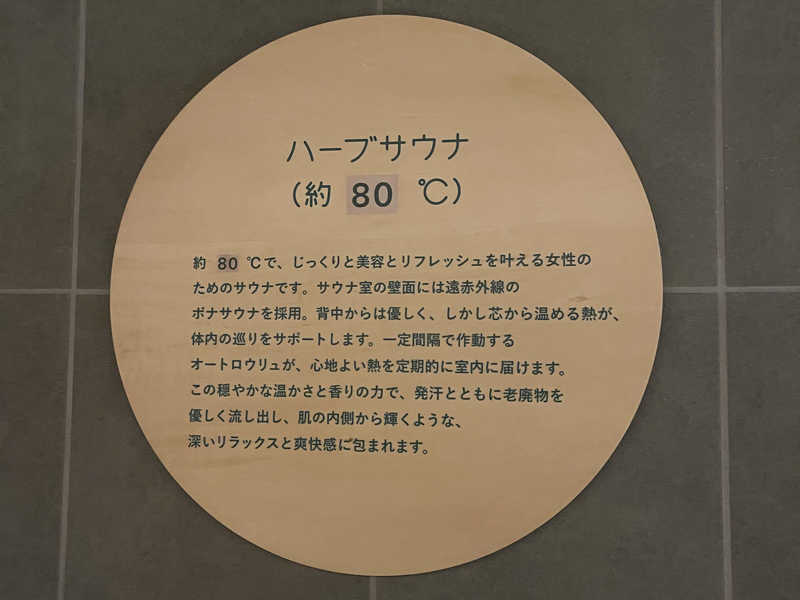 ハーブサウナ
(約 80 ℃)
約 80 ℃で、じっくりと美容とリフレッシュを叶える女性の
ためのサウナです。サウナ室の壁面には遠赤外線の
ボナサウナを採用。背中からは優しく、しかし芯から温める熱が、
体内の巡りをサポートします。一定間隔で作動する
オートロウリュが、心地よい熱を定期的に室内に届けます。
この穏やかな温かさと香りの力で、発汗とともに老廃物を
優しく流し出し、肌の内側から輝くような、
深いリラックスと爽快感に包まれます。